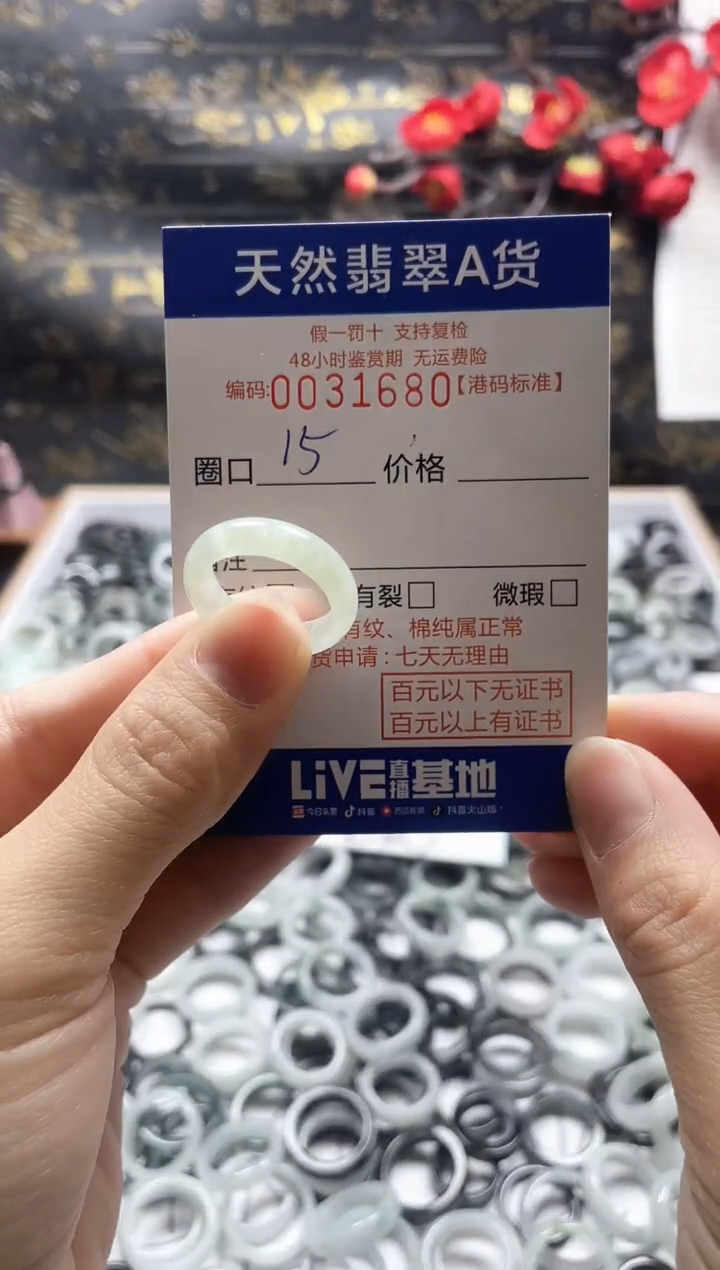 天然翡翠A货
假一罚十 支持复检
48小时鉴赏期 无运费险
编码:0031680【港码标准】
圈口 15 价格
注
有裂□ 微瑕□
有纹、棉纯属正常
货申请:七天无理由
百元以下无证书
百元以上有证书
LiVE直播基地
今日头条 抖音 西瓜视频 抖音火山版